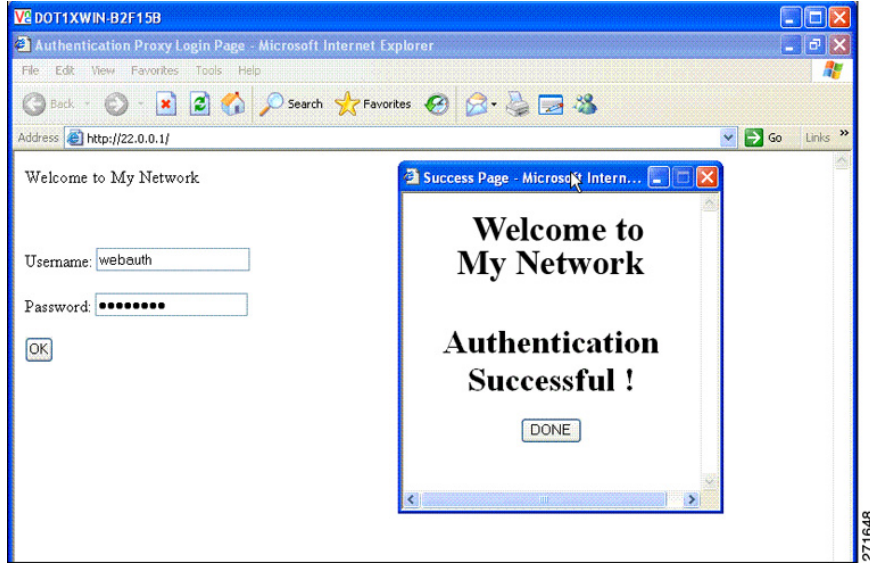 V2 DOT1XWIN-B2F15B
Authentication Proxy Login Page - Microsoft Internet Explorer
File Edit View Favorites Tools Help
Back Search Favorites
Address http://22.0.0.1/ Go Links »
Welcome to My Network
Username: webauth
Password: ●●●●●●●●
OK
Success Page - Microsoft Intern...
Welcome to
My Network
Authentication
Successful !
DONE
271648